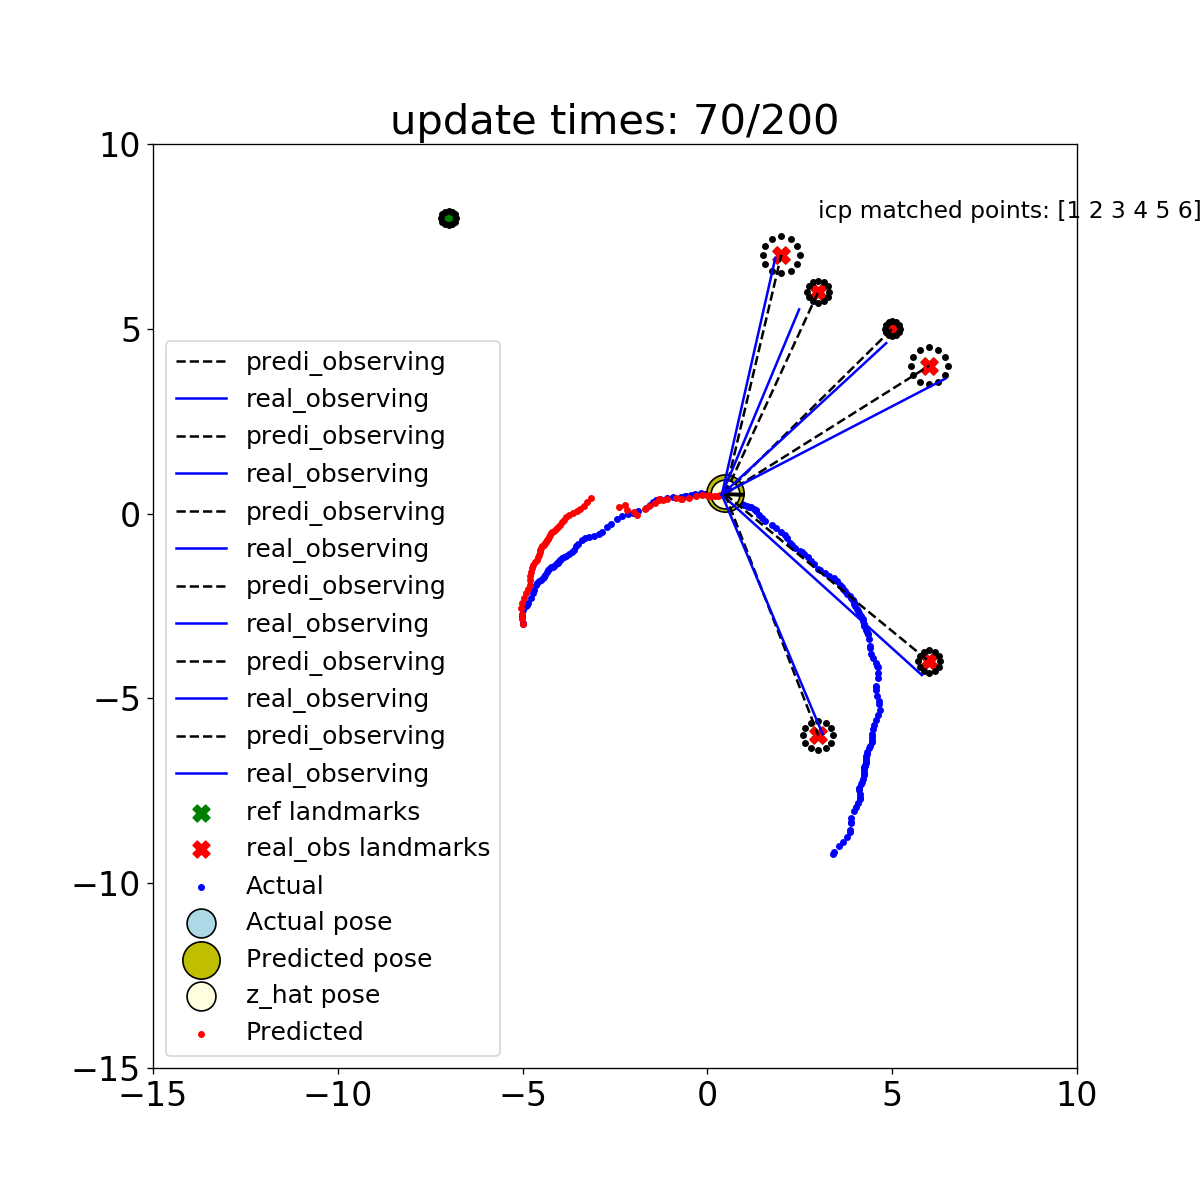 update times: 70/200
10
icp matched points: [1 2 3 4 5 6]
5
predi_observing
real_observing
predi_observing
real_observing
predi_observing
0
real_observing
predi_observing
real_observing
predi_observing
real_observing
−5
predi_observing
real_observing
ref landmarks
real_obs landmarks
Actual
−10
Actual pose
Predicted pose
z_hat pose
Predicted
−15
−15 −10 −5 0 5 10